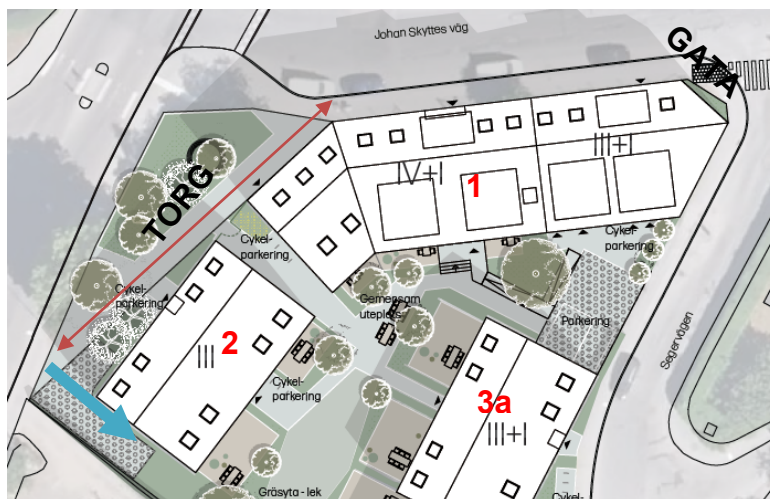 Johan Skyttes väg
GATA
TORG
IV+I
1
III+I
Cykel-
parkering
Cykel-
parkering
Cykel-
parkering
Gemensam
uteplats
Parkering
Segervägen
2
III
3a
III+I
Cykel-
parkering
Gräsyta - lek
Cykel-